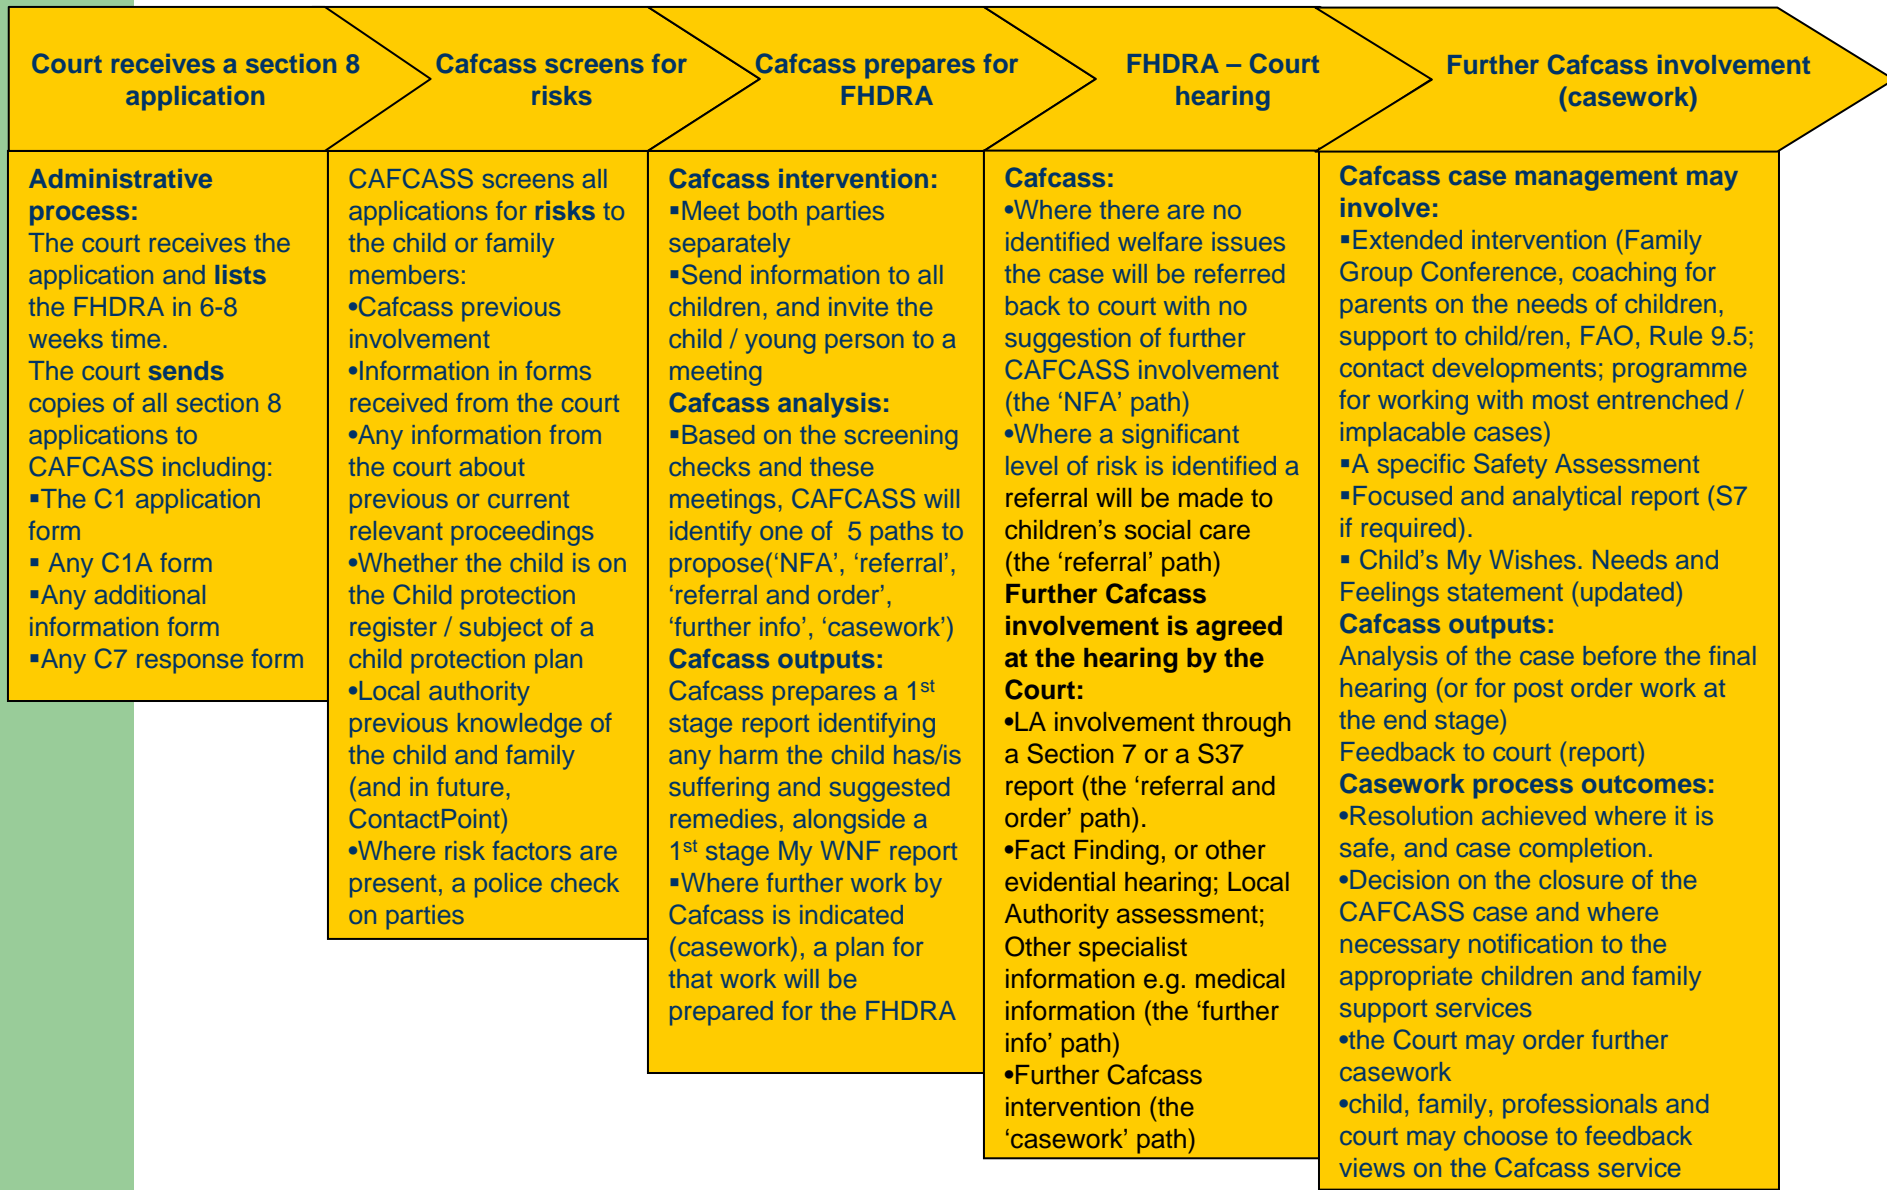 Court receives a section 8
application
Cafcass screens for
risks
Cafcass prepares for
FHDRA
FHDRA – Court
hearing
Further Cafcass involvement
(casework)
Administrative
process:
The court receives the
application and lists
the FHDRA in 6-8
weeks time.
The court sends
copies of all section 8
applications to
CAFCASS including:
▪The C1 application
form
▪ Any C1A form
▪Any additional
information form
▪Any C7 response form
CAFCASS screens all
applications for risks to
the child or family
members:
•Cafcass previous
involvement
•Information in forms
received from the court
•Any information from
the court about
previous or current
relevant proceedings
•Whether the child is on
the Child protection
register / subject of a
child protection plan
•Local authority
previous knowledge of
the child and family
(and in future,
ContactPoint)
•Where risk factors are
present, a police check
on parties
Cafcass intervention:
▪Meet both parties
separately
▪Send information to all
children, and invite the
child / young person to a
meeting
Cafcass analysis:
▪Based on the screening
checks and these
meetings, CAFCASS will
identify one of  5 paths to
propose(‘NFA’, ‘referral’,
‘referral and order’,
‘further info’, ‘casework’)
Cafcass outputs:
Cafcass prepares a 1st
stage report identifying
any harm the child has/is
suffering and suggested
remedies, alongside a
1st stage My WNF report
▪Where further work by
Cafcass is indicated
(casework), a plan for
that work will be
prepared for the FHDRA
Cafcass:
•Where there are no
identified welfare issues
the case will be referred
back to court with no
suggestion of further
CAFCASS involvement
(the ‘NFA’ path)
•Where a significant
level of risk is identified a
referral will be made to
children’s social care
(the ‘referral’ path)
Further Cafcass
involvement is agreed
at the hearing by the
Court:
•LA involvement through
a Section 7 or a S37
report (the ‘referral and
order’ path).
•Fact Finding, or other
evidential hearing; Local
Authority assessment;
Other specialist
information e.g. medical
information (the ‘further
info’ path)
•Further Cafcass
intervention (the
‘casework’ path)
Cafcass case management may
involve:
▪Extended intervention (Family
Group Conference, coaching for
parents on the needs of children,
support to child/ren, FAO, Rule 9.5;
contact developments; programme
for working with most entrenched /
implacable cases)
▪A specific Safety Assessment
▪Focused and analytical report (S7
if required).
▪ Child’s My Wishes. Needs and
Feelings statement (updated)
Cafcass outputs:
Analysis of the case before the final
hearing (or for post order work at
the end stage)
Feedback to court (report)
Casework process outcomes:
•Resolution achieved where it is
safe, and case completion.
•Decision on the closure of the
CAFCASS case and where
necessary notification to the
appropriate children and family
support services
•the Court may order further
casework
•child, family, professionals and
court may choose to feedback
views on the Cafcass service